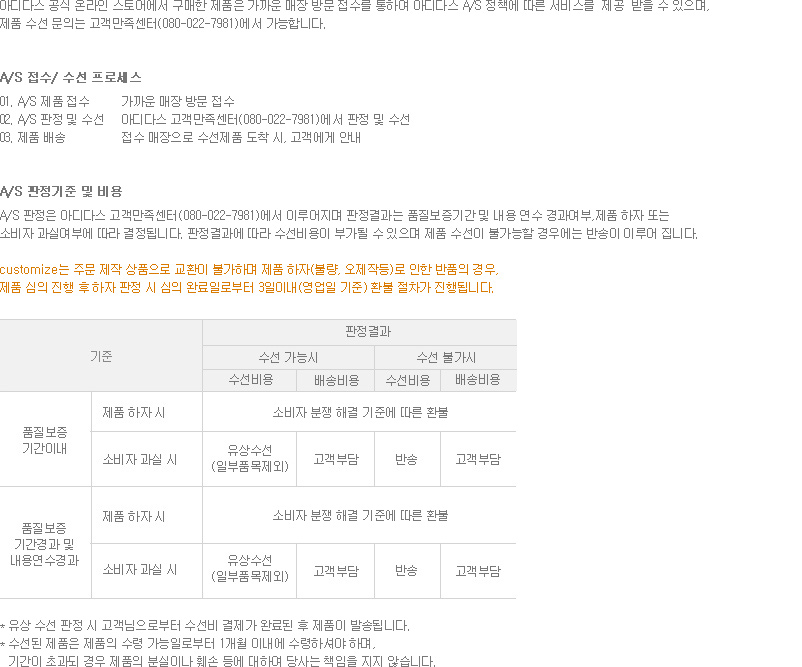 아디다스 공식 온라인 스토어에서 구매한 제품은 가까운 매장 방문 접수를 통하여 아디다스 A/S 정책에 따른 서비스를 제공 받을 수 있으며,
제품 수선 문의는 고객만족센터(080-022-7981)에서 가능합니다.
A/S 접수/ 수선 프로세스
01. A/S 제품 접수 가까운 매장 방문 접수
02. A/S 판정 및 수선 아디다스 고객만족센터(080-022-7981)에서 판정 및 수선
03. 제품 배송 접수 매장으로 수선제품 도착 시, 고객에게 안내
A/S 판정기준 및 비용
A/S 판정은 아디다스 고객만족센터(080-022-7981)에서 이루어지며 판정결과는 품질보증기간 및 내용 연수 경과여부,제품 하자 또는
소비자 과실여부에 따라 결정됩니다. 판정결과에 따라 수선비용이 부가될 수 있으며 제품 수선이 불가능할 경우에는 반송이 이루어 집니다.
customize는 주문 제작 상품으로 교환이 불가하며 제품 하자(불량, 오제작등)로 인한 반품의 경우,
제품 심의 진행 후 하자 판정 시 심의 완료일로부터 3일이내(영업일 기준) 환불 절차가 진행됩니다.
기준 판정결과
수선 가능시 수선 불가시
수선비용 배송비용 수선비용 배송비용
품질보증
기간이내
제품 하자 시 소비자 분쟁 해결 기준에 따른 환불
소비자 과실 시 유상수선
(일부품목제외) 고객부담 반송 고객부담
품질보증
기간경과 및
내용연수경과
제품 하자 시 소비자 분쟁 해결 기준에 따른 환불
소비자 과실 시 유상수선
(일부품목제외) 고객부담 반송 고객부담
* 유상 수선 판정 시 고객님으로부터 수선비 결제가 완료된 후 제품이 발송됩니다.
* 수선된 제품은 제품의 수령 가능일로부터 1개월 이내에 수령하셔야 하며,
기간이 초과되 경우 제품의 분실이나 훼손 등에 대하여 당사는 책임을 지지 않습니다.